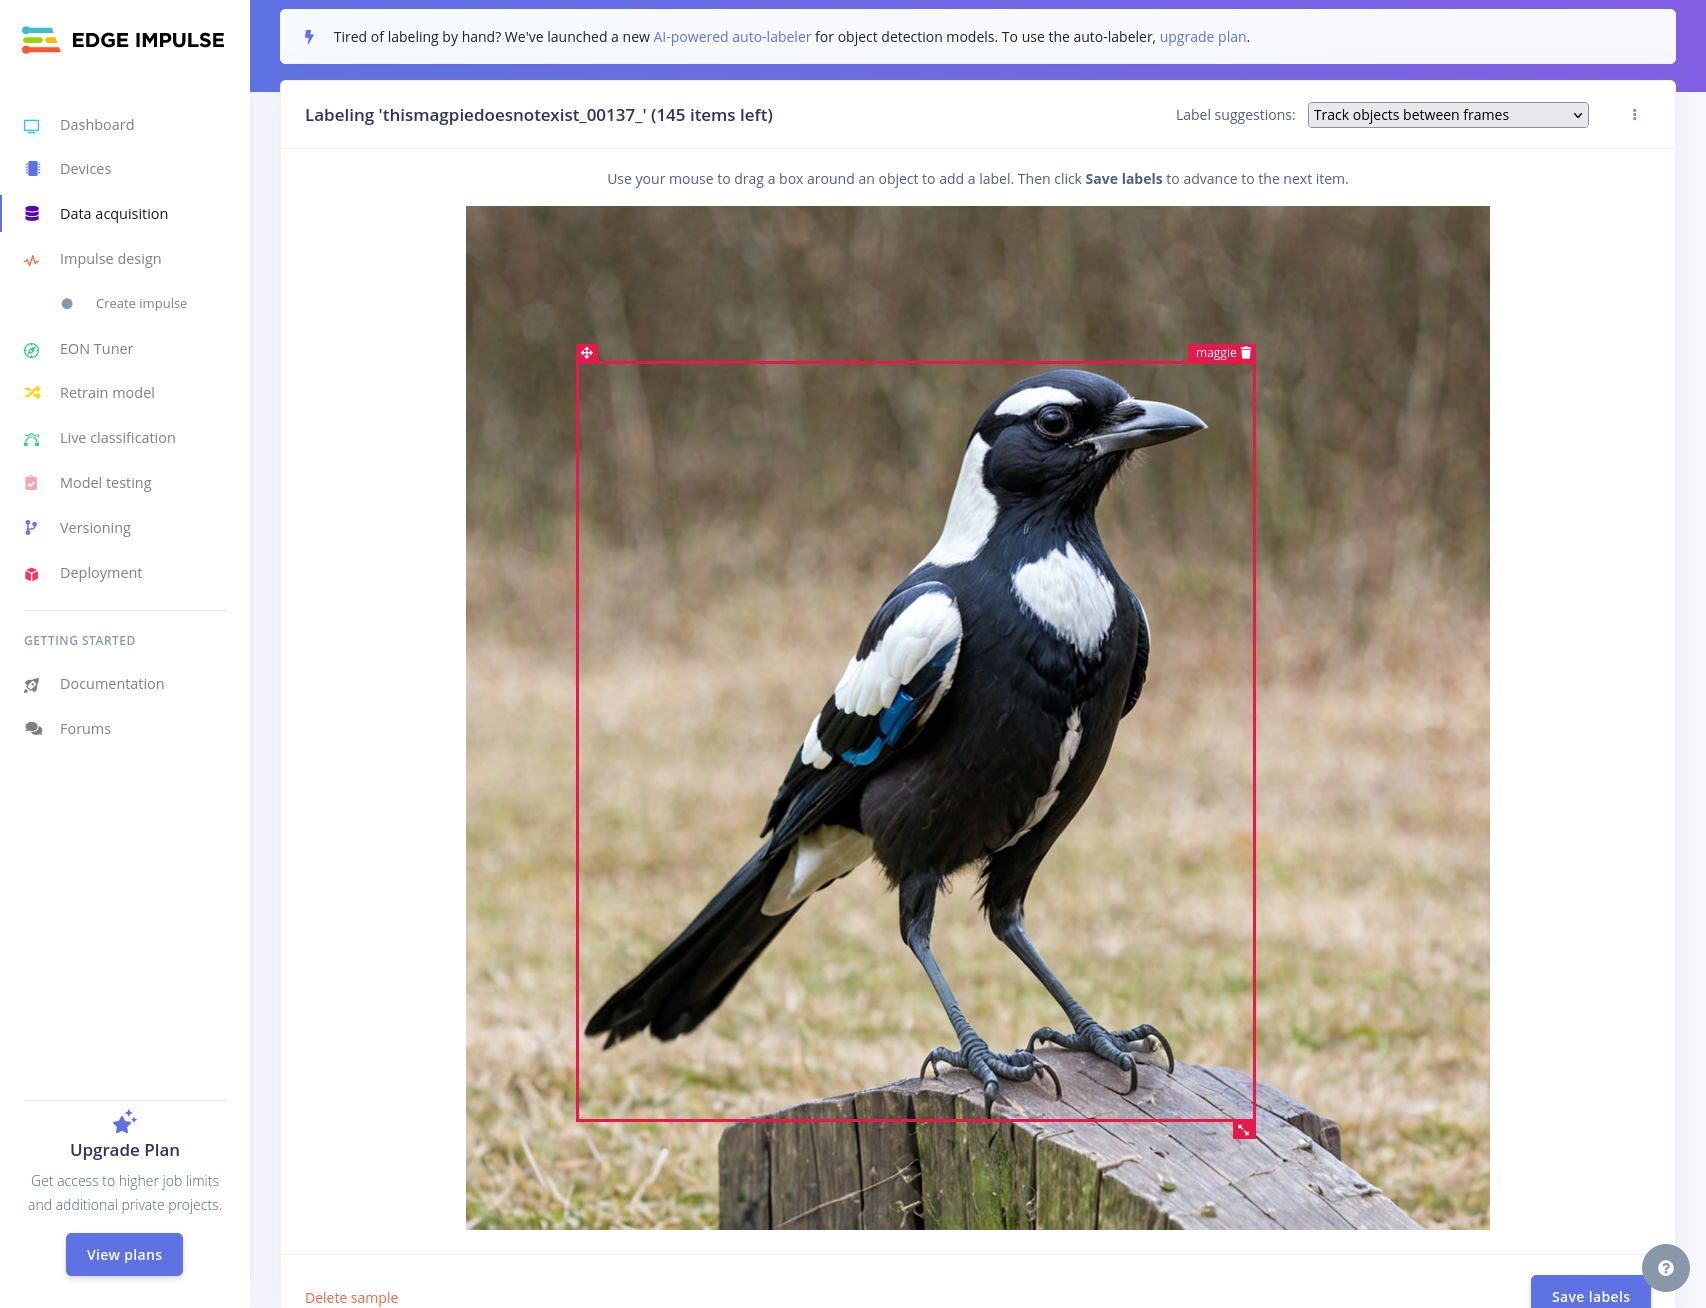 EDGE IMPULSE
Dashboard
Devices
Data acquisition
Impulse design
Create impulse
EON Tuner
Retrain model
Live classification
Model testing
Versioning
Deployment
GETTING STARTED
Documentation
Forums
Upgrade Plan
Get access to higher job limits
and additional private projects.
View plans
Tired of labeling by hand? We've launched a new AI-powered auto-labeler for object detection models. To use the auto-labeler, upgrade plan.
Labeling 'thismagpiedoesnotexist_00137_' (145 items left)
Label suggestions: Track objects between frames
Use your mouse to drag a box around an object to add a label. Then click Save labels to advance to the next item.
maggie
Delete sample
Save labels